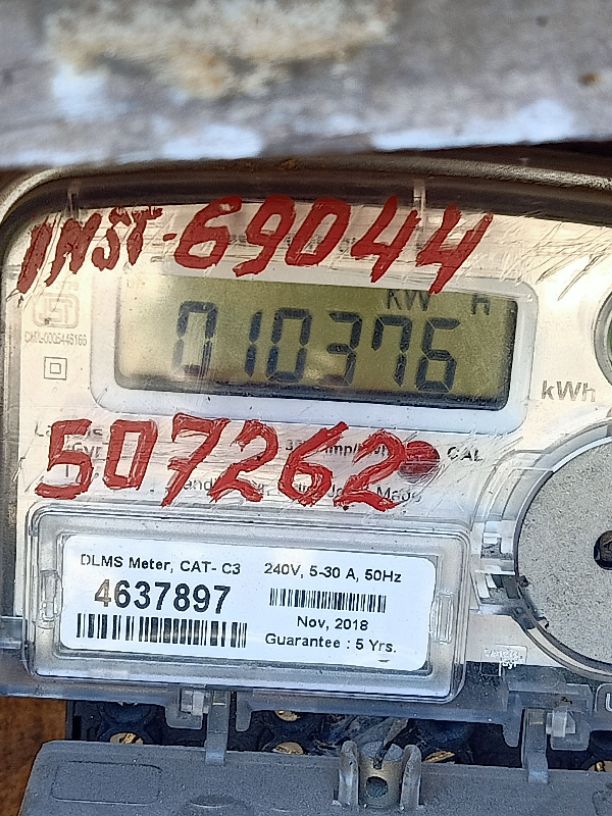 INST-69044
KW h
010376
kWh
507262
CAL
DLMS Meter, CAT- C3
4637897
240V, 5-30 A, 50Hz
Nov, 2018
Guarantee : 5 Yrs.